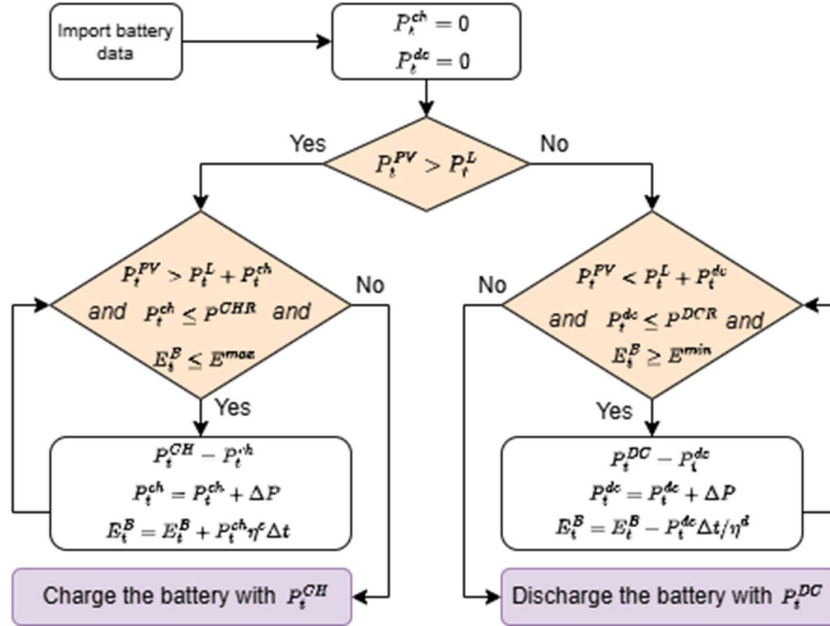 Import battery
data
P_t^{ch} = 0
P_t^{dc} = 0
Yes
No
P_t^{PV} > P_t^L
P_t^{PV} > P_t^L + P_t^{ch}
and P_t^{ch} ≤ P^{CHR} and
E_t^B ≤ E^{max}
No
Yes
P_t^{PV} < P_t^L + P_t^{dc}
and P_t^{dc} ≤ P^{DCR} and
E_t^B ≥ E^{min}
No
Yes
P_t^{CH} – P_t^{ch}
P_t^{ch} = P_t^{ch} + ΔP
E_t^B = E_t^B + P_t^{ch} η^c Δt
P_t^{DC} – P_t^{dc}
P_t^{dc} = P_t^{dc} + ΔP
E_t^B = E_t^B – P_t^{dc} Δt/η^d
Charge the battery with P_t^{CH}
Discharge the battery with P_t^{DC}